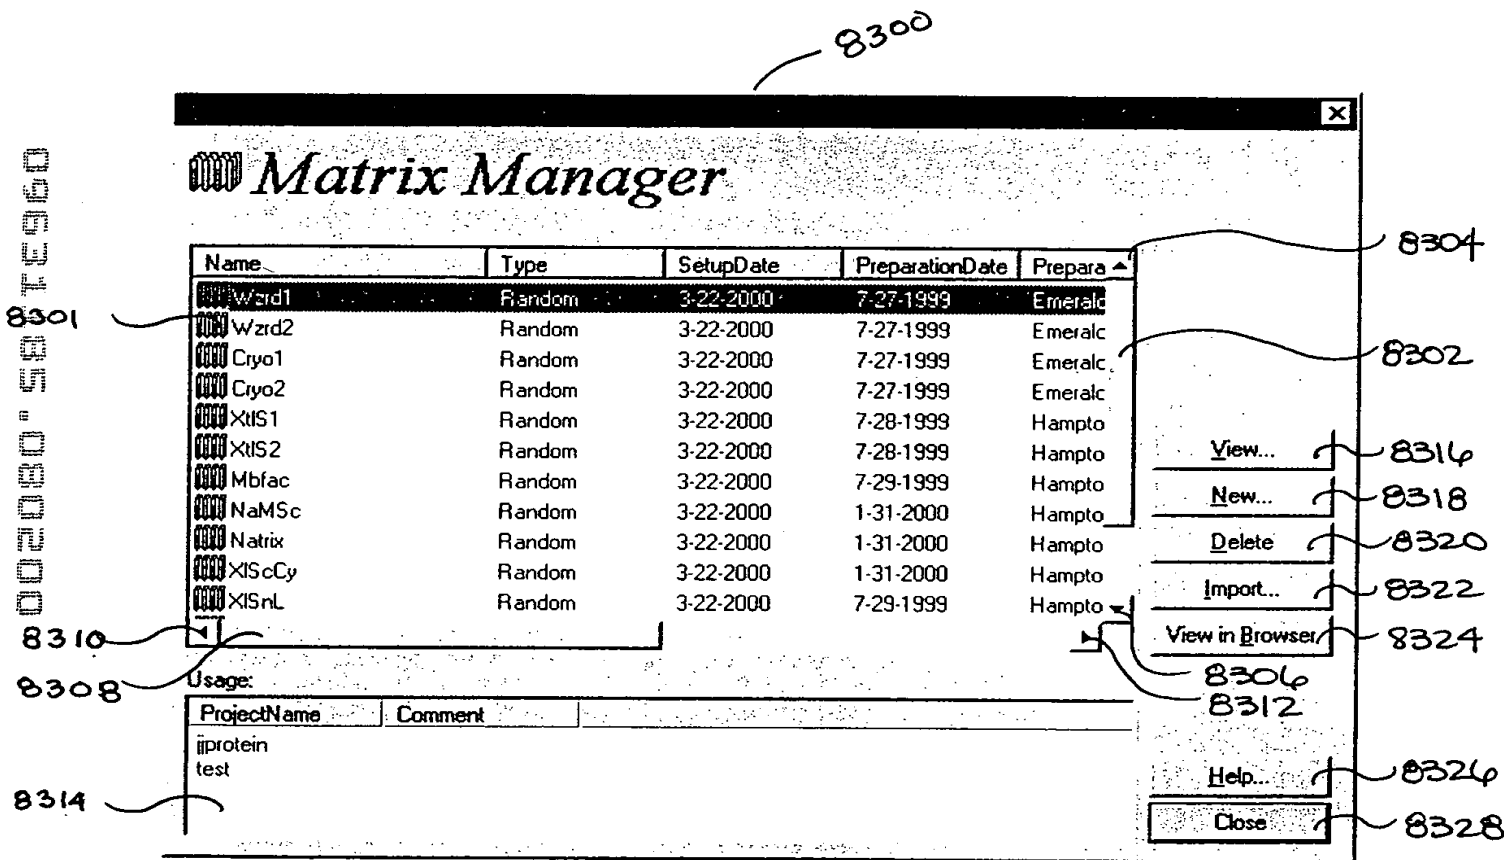 8300
Matrix Manager
Name Type SetupDate PreparationDate Prepara
8304
Wzrd1 Random 3-22-2000 7-27-1999 Emeralc
8301
Wzrd2 Random 3-22-2000 7-27-1999 Emeralc
Cryo1 Random 3-22-2000 7-27-1999 Emeralc
8302
Cryo2 Random 3-22-2000 7-27-1999 Emeralc
XtlS1 Random 3-22-2000 7-28-1999 Hampto
XtlS2 Random 3-22-2000 7-28-1999 Hampto
View... 8316
Mbfac Random 3-22-2000 7-29-1999 Hampto
New... 8318
NaMSc Random 3-22-2000 1-31-2000 Hampto
Natrix Random 3-22-2000 1-31-2000 Hampto
Delete 8320
XlScCy Random 3-22-2000 1-31-2000 Hampto
Import... 8322
XlSnL Random 3-22-2000 7-29-1999 Hampto
8310
View in Browser 8324
8308
8306
8312
Usage:
ProjectName Comment
jjprotein
test
8314
Help... 8326
Close 8328
09631185.080200